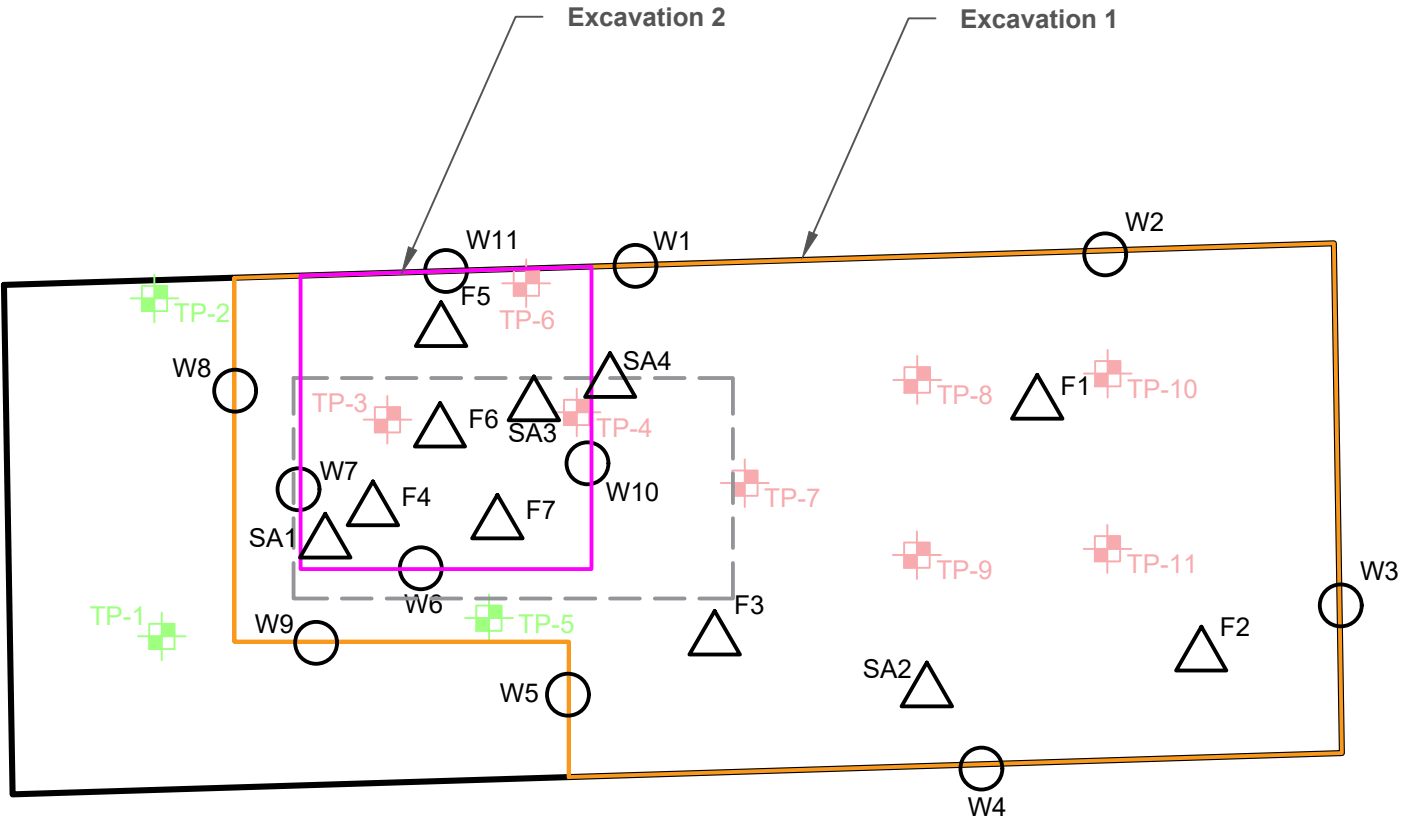 Excavation 2
Excavation 1
W11
W1
W2
F5
TP-2
TP-6
W8
SA4
TP-3
F6
SA3
TP-4
TP-8
F1
TP-10
W7
F4
F7
W10
TP-7
SA1
W6
TP-9
TP-11
W3
TP-1
W9
TP-5
F3
F2
W5
SA2
W4